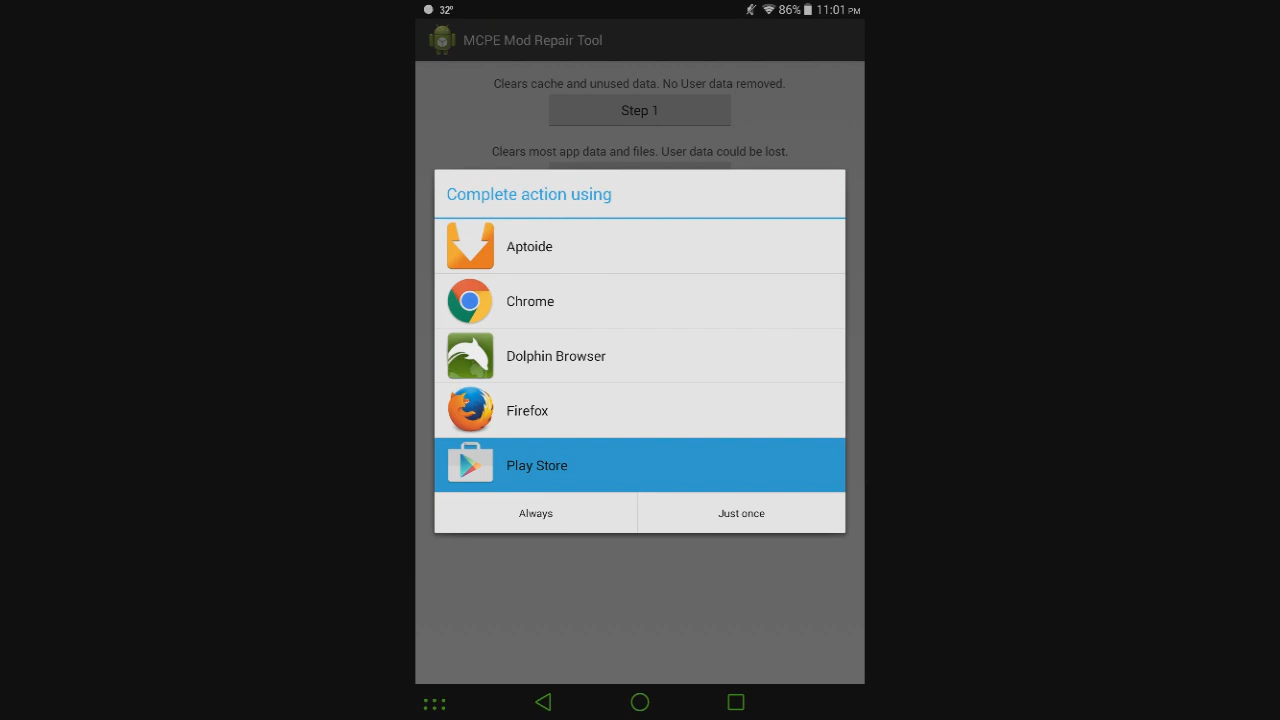 32°
86% 11:01 PM
MCPE Mod Repair Tool
Clears cache and unused data. No User data removed.
Step 1
Clears most app data and files. User data could be lost.
Complete action using
Aptoide
Chrome
Dolphin Browser
Firefox
Play Store
Always
Just once